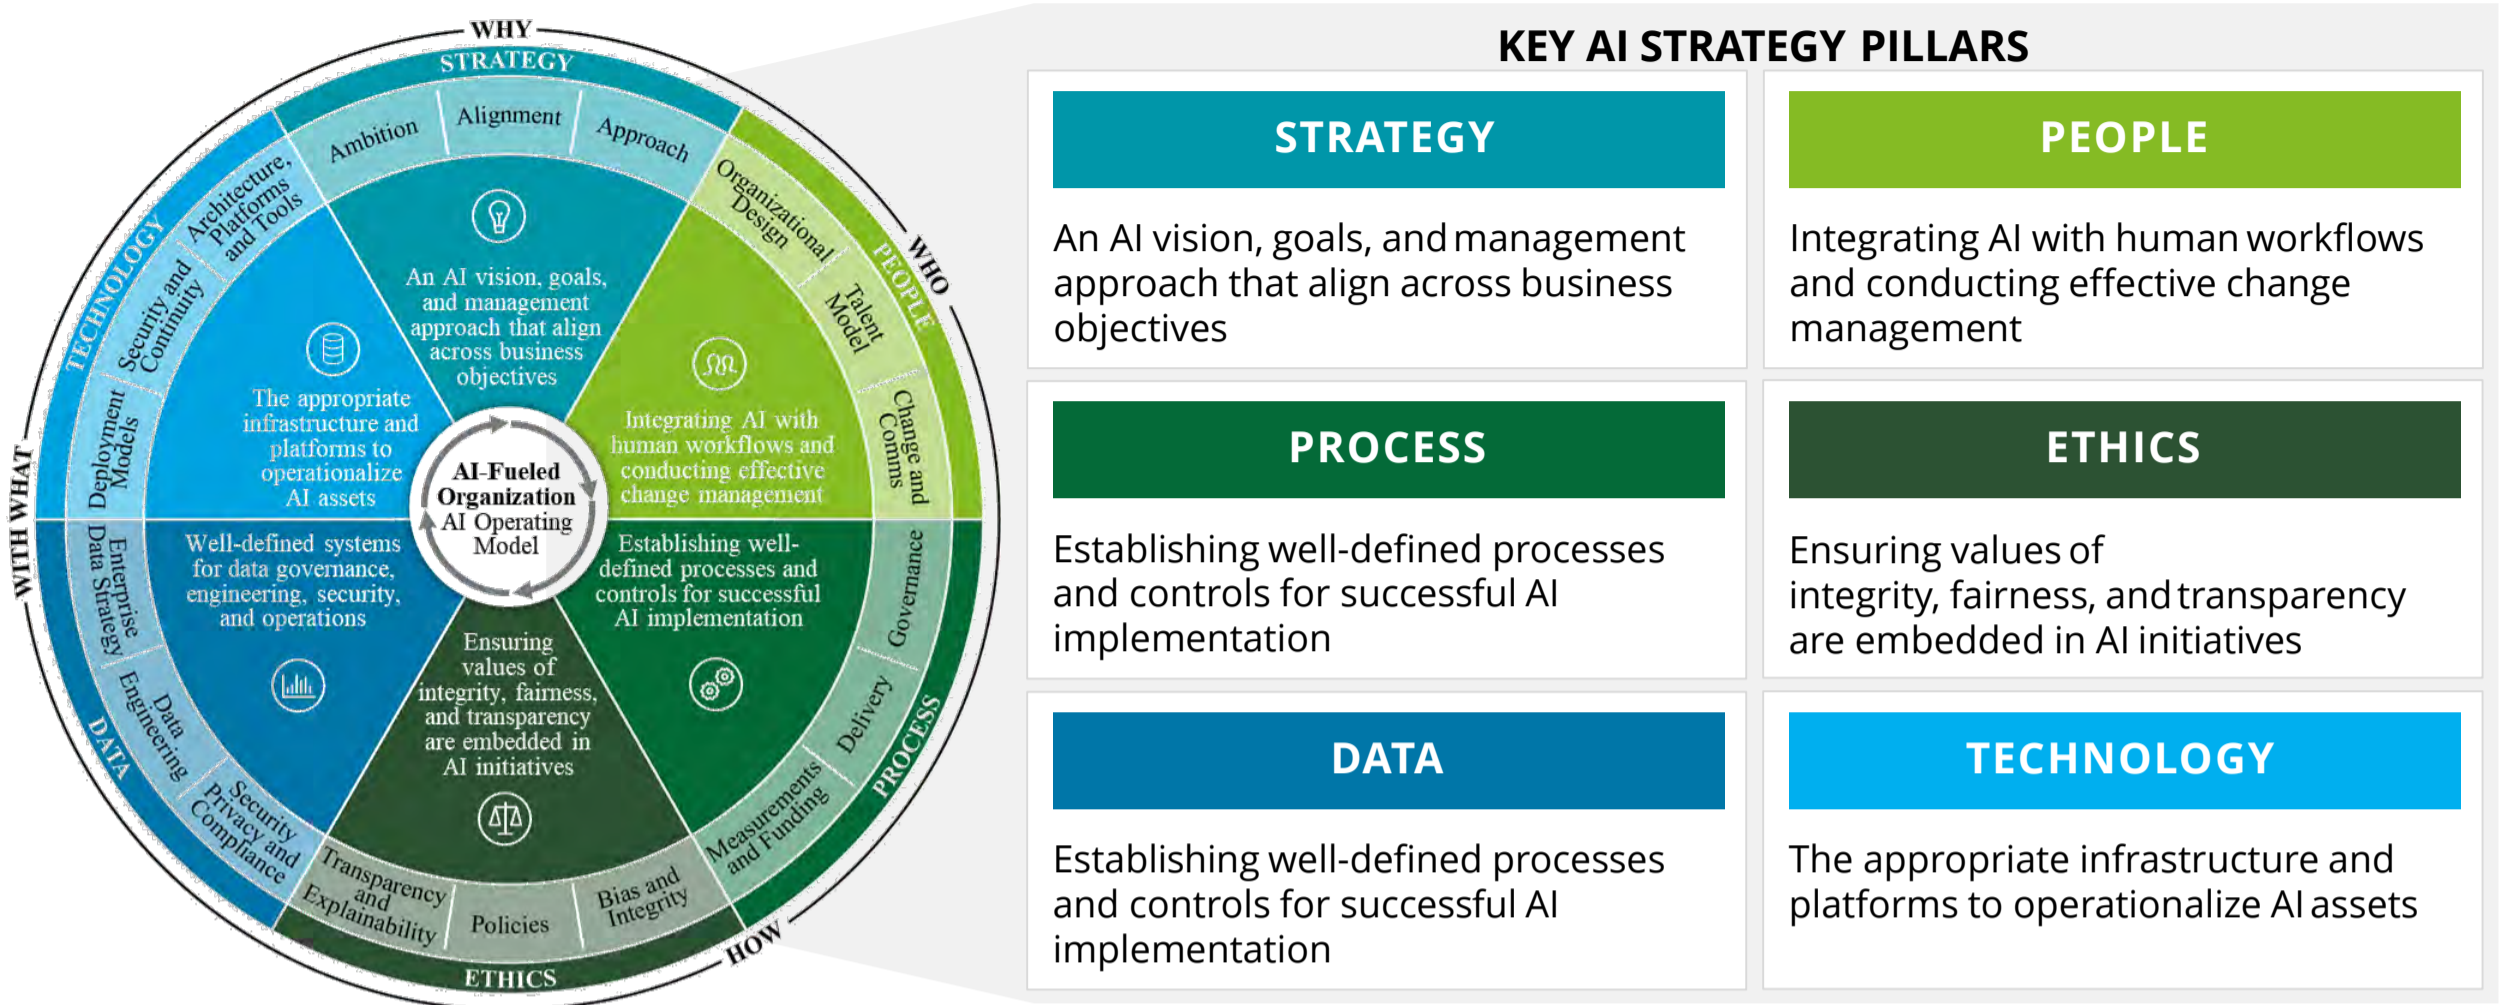 WHY
STRATEGY
Ambition
Alignment
Approach
An AI vision, goals,
and management
approach that align
across business
objectives
WHO
PEOPLE
Organizational
Design
Talent
Model
Change and
Comms
Integrating AI with
human workflows and
conducting effective
change management
PROCESS
Governance
Delivery
Measurements
and Funding
Establishing well-
defined processes and
controls for successful
AI implementation
HOW
ETHICS
Bias and
Integrity
Policies
Transparency
and
Explainability
Ensuring
values of
integrity, fairness,
and transparency
are embedded in
AI initiatives
DATA
Security
Privacy and
Compliance
Data
Engineering
Enterprise
Data Strategy
Well-defined systems
for data governance,
engineering, security,
and operations
WITH WHAT
TECHNOLOGY
Deployment
Models
Security and
Continuity
Architecture,
Platforms
and Tools
The appropriate
infrastructure and
platforms to
operationalize
AI assets
AI-Fueled
Organization
AI Operating
Model
KEY AI STRATEGY PILLARS
STRATEGY
An AI vision, goals, and management
approach that align across business
objectives
PEOPLE
Integrating AI with human workflows
and conducting effective change
management
PROCESS
Establishing well-defined processes
and controls for successful AI
implementation
ETHICS
Ensuring values of
integrity, fairness, and transparency
are embedded in AI initiatives
DATA
Establishing well-defined processes
and controls for successful AI
implementation
TECHNOLOGY
The appropriate infrastructure and
platforms to operationalize AI assets